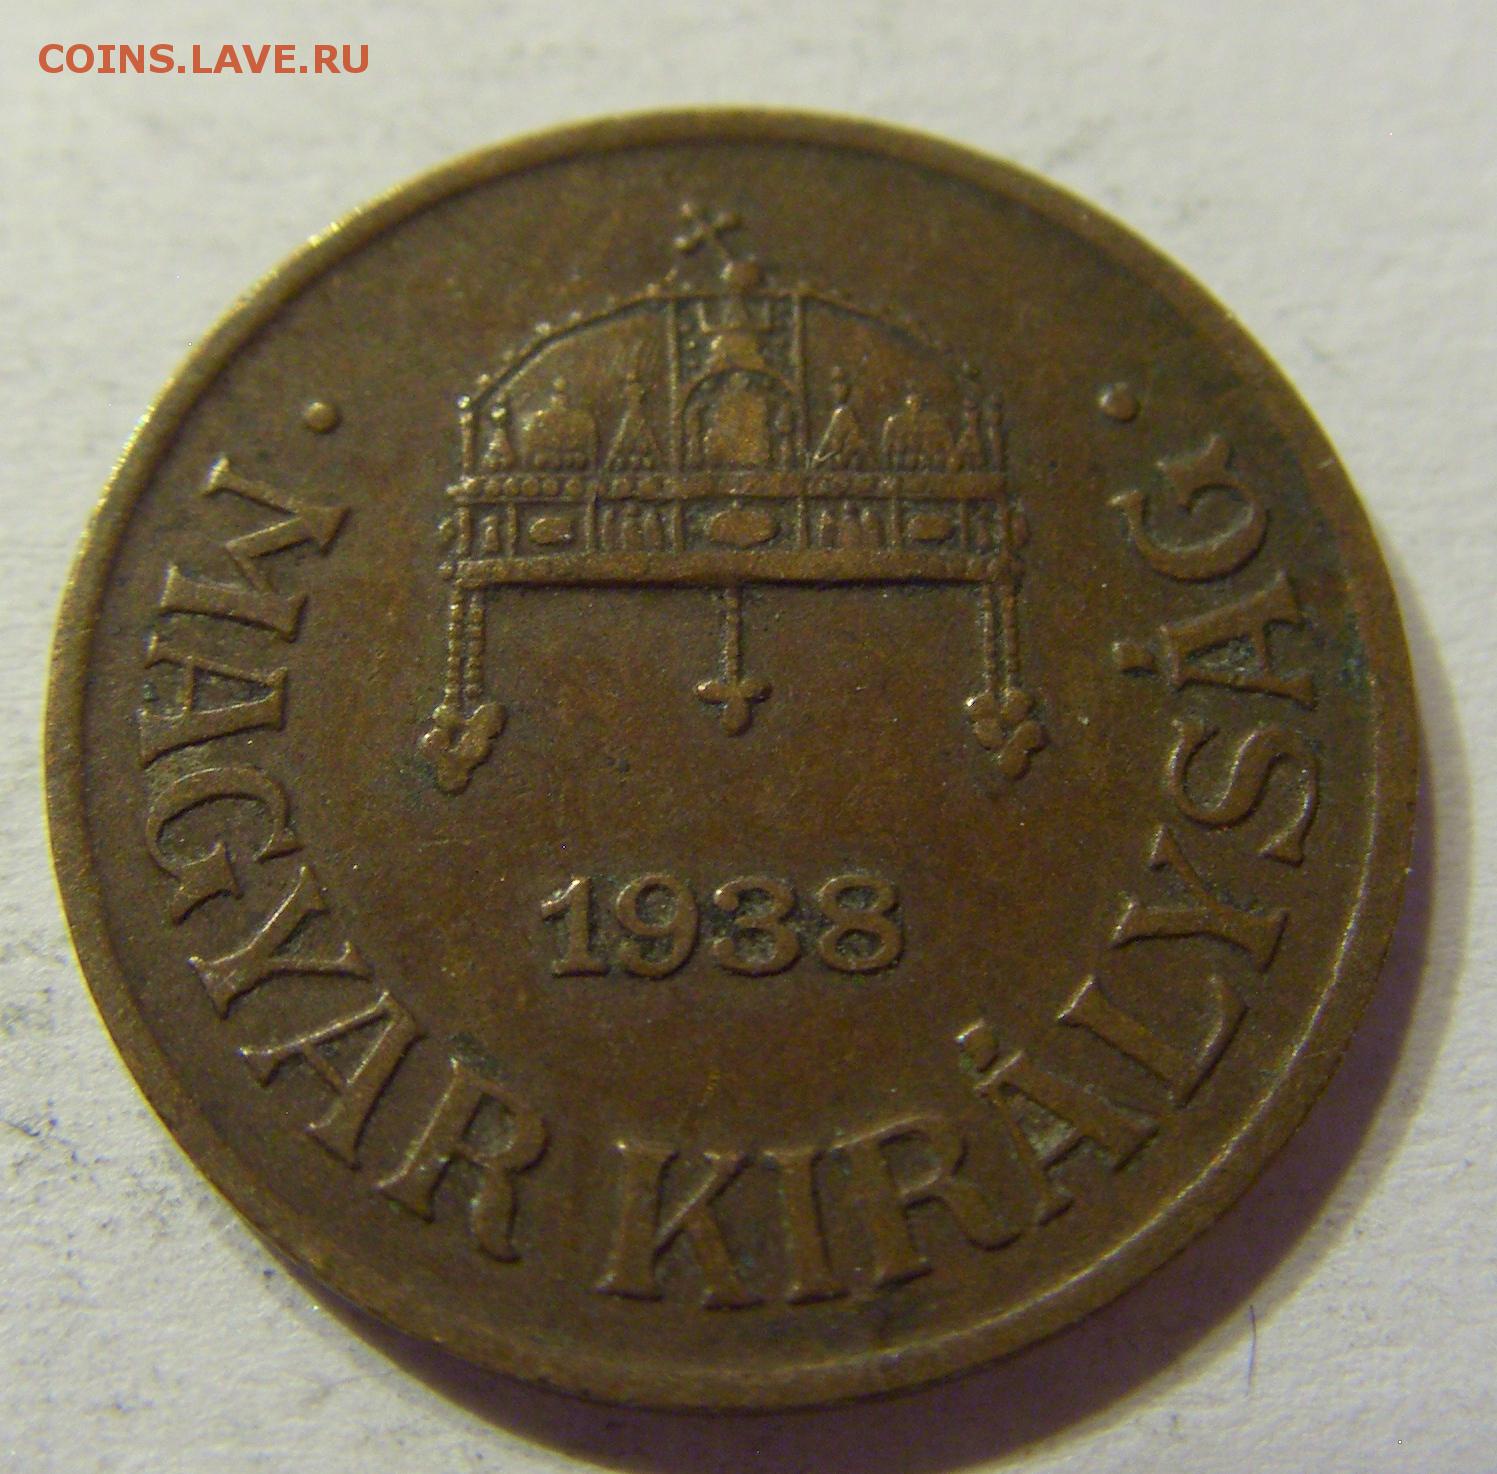 COINS.LAVE.RU
· MAGYAR KIRÁLYSÁG ·
1938